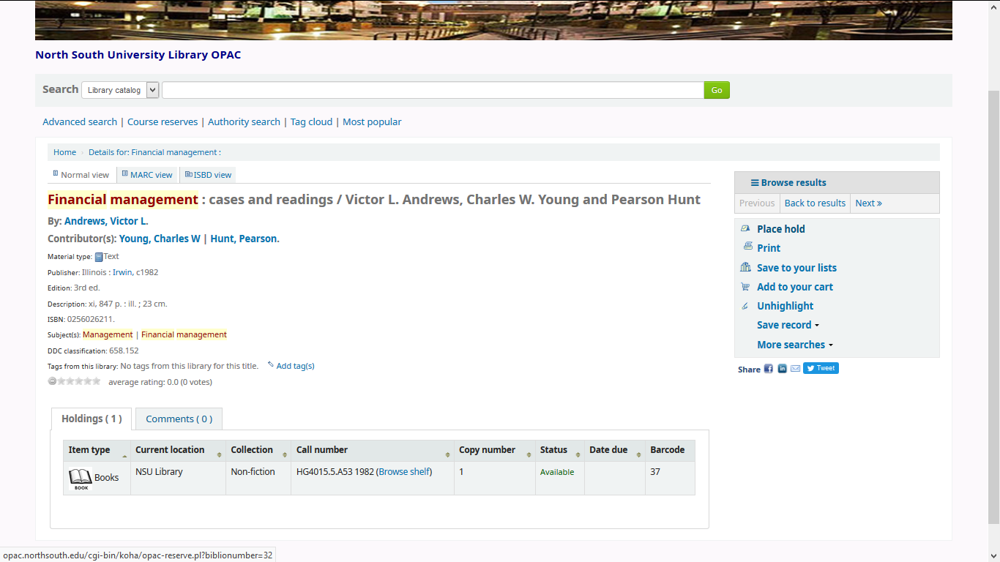 North South University Library OPAC
Search Library catalog Go
Advanced search | Course reserves | Authority search | Tag cloud | Most popular
Home › Details for: Financial management :
Normal view MARC view ISBD view
Financial management : cases and readings / Victor L. Andrews, Charles W. Young and Pearson Hunt
By: Andrews, Victor L.
Contributor(s): Young, Charles W | Hunt, Pearson.
Material type: Text
Publisher: Illinois : Irwin, c1982
Edition: 3rd ed.
Description: xi, 847 p. : ill. ; 23 cm.
ISBN: 0256026211.
Subject(s): Management | Financial management
DDC classification: 658.152
Tags from this library: No tags from this library for this title. Add tag(s)
average rating: 0.0 (0 votes)
Browse results
Previous Back to results Next »
Place hold
Print
Save to your lists
Add to your cart
Unhighlight
Save record
More searches
Share Tweet
Holdings ( 1 ) Comments ( 0 )
Item type Current location Collection Call number Copy number Status Date due Barcode
BOOK Books NSU Library Non-fiction HG4015.5.A53 1982 (Browse shelf) 1 Available 37
opac.northsouth.edu/cgi-bin/koha/opac-reserve.pl?biblionumber=32